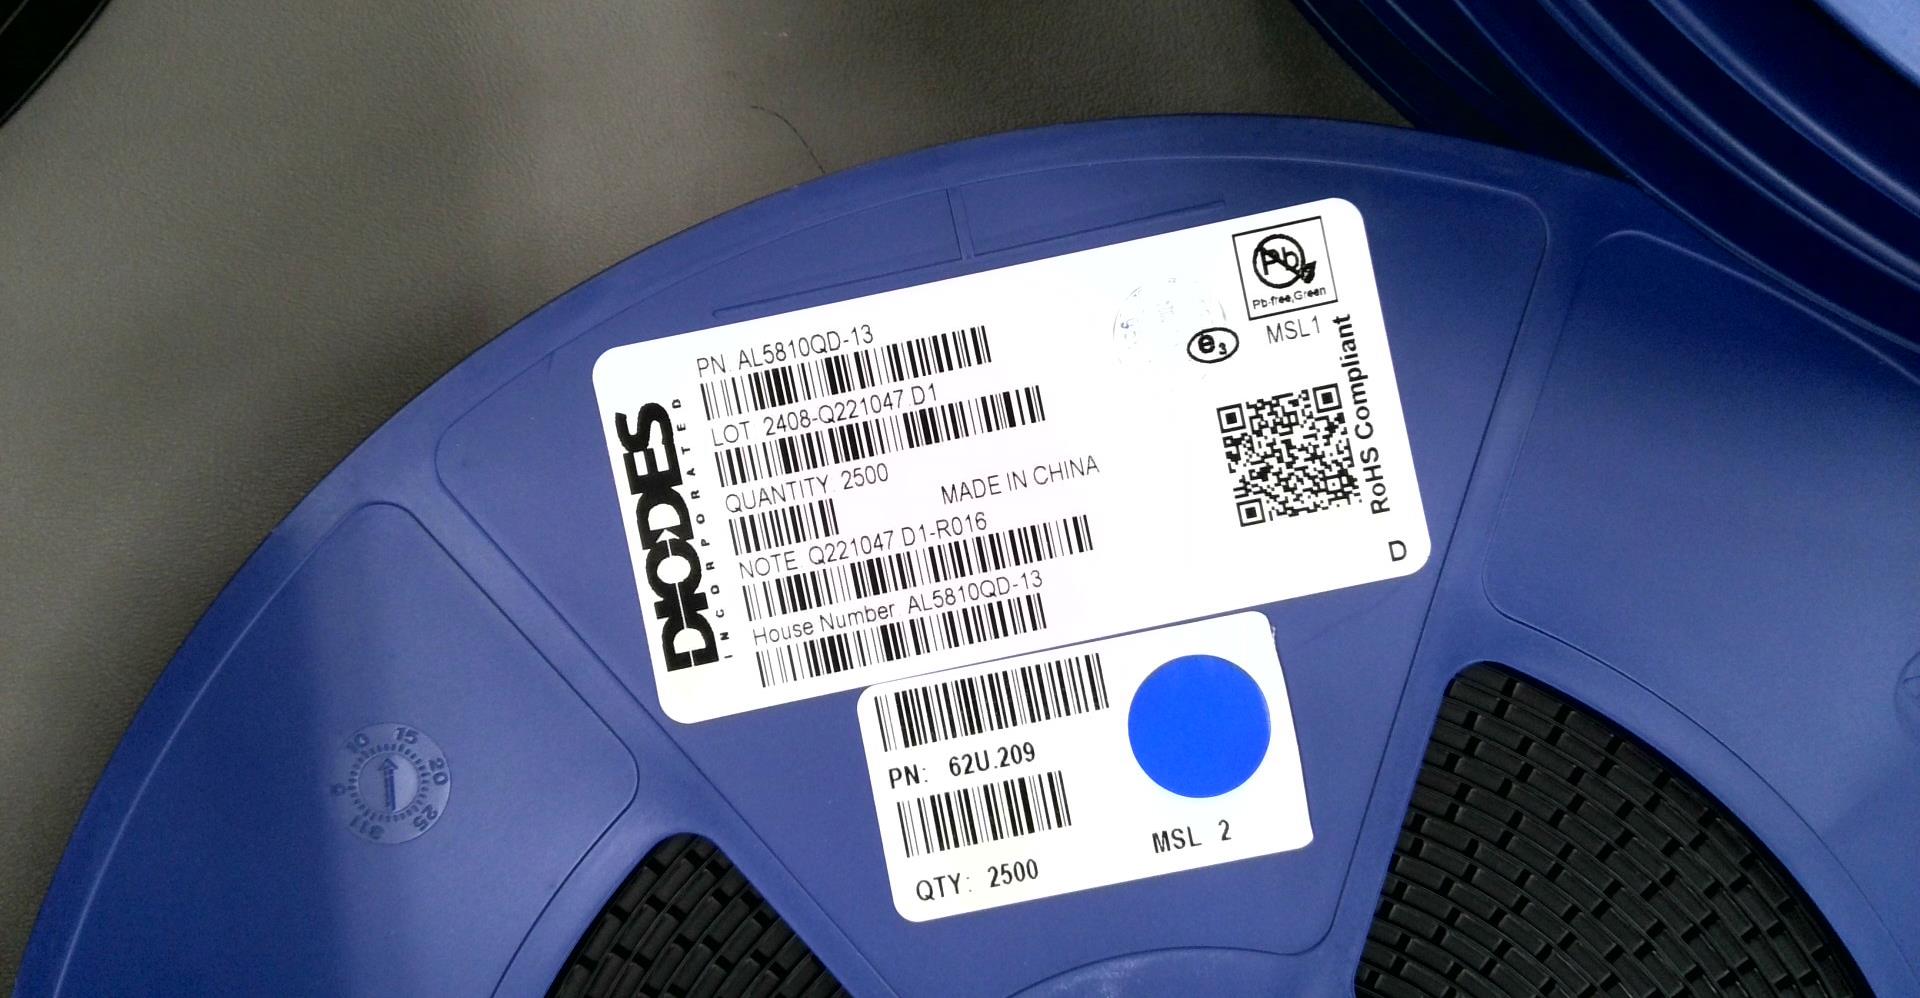 DIODES
INCORPORATED
PN. AL5810QD-13
LOT 2408-Q221047 D1
QUANTITY 2500
MADE IN CHINA
NOTE. Q221047 D1-R016
House Number. AL5810QD-13
Pb
Pb-free,Green
e3
MSL1
RoHS Compliant
D
PN: 62U.209
QTY: 2500
MSL 2
10 15 20 25